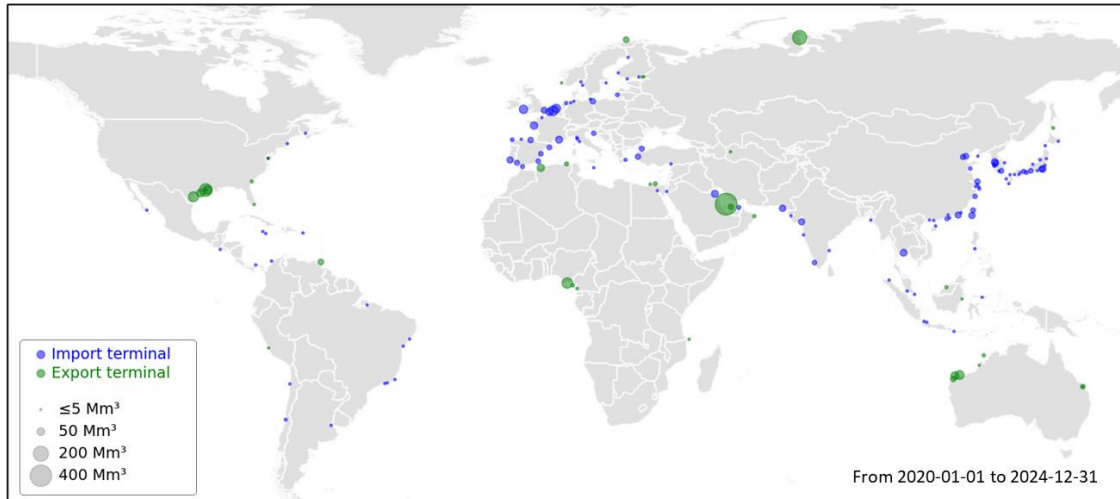 Import terminal
Export terminal
≤5 Mm³
50 Mm³
200 Mm³
400 Mm³
From 2020-01-01 to 2024-12-31